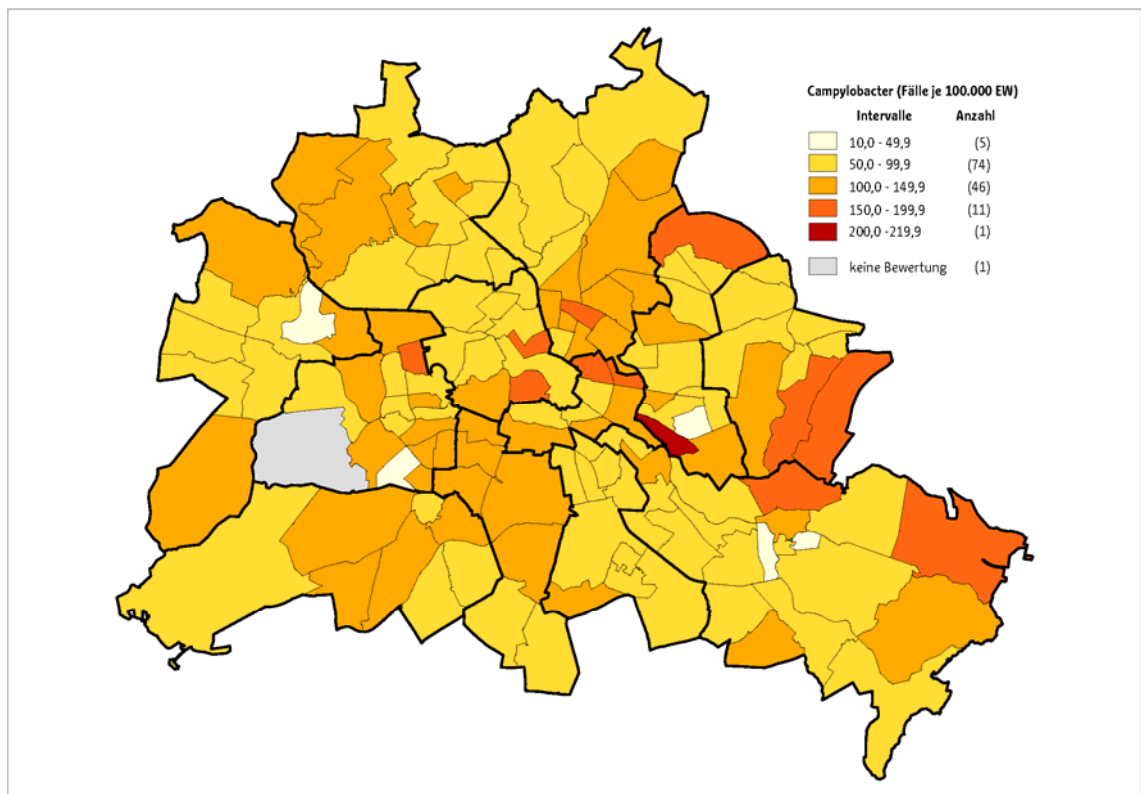 Campylobacter (Fälle je 100.000 EW)
Intervalle Anzahl
10,0 - 49,9 (5)
50,0 - 99,9 (74)
100,0 - 149,9 (46)
150,0 - 199,9 (11)
200,0 -219,9 (1)
keine Bewertung (1)